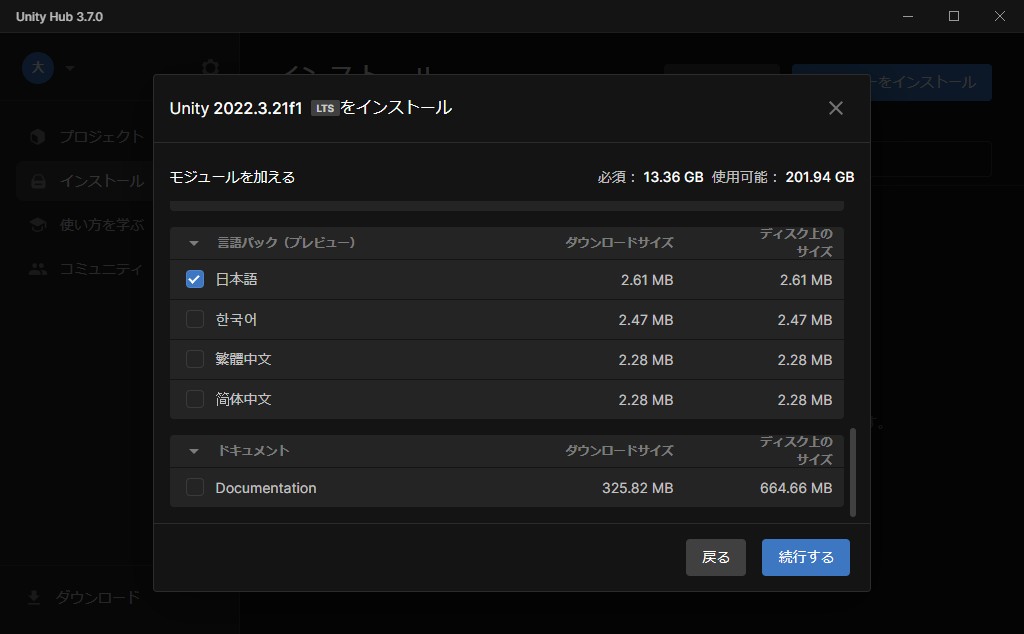 Unity Hub 3.7.0
大
インストール
ーをインストール
プロジェクト
インストール
使い方を学ぶ
コミュニティ
ダウンロード
Unity 2022.3.21f1 LTS をインストール
モジュールを加える 必須： 13.36 GB 使用可能： 201.94 GB
言語パック（プレビュー） ダウンロードサイズ ディスク上のサイズ
日本語 2.61 MB 2.61 MB
한국어 2.47 MB 2.47 MB
繁體中文 2.28 MB 2.28 MB
简体中文 2.28 MB 2.28 MB
ドキュメント ダウンロードサイズ ディスク上のサイズ
Documentation 325.82 MB 664.66 MB
戻る 続行する